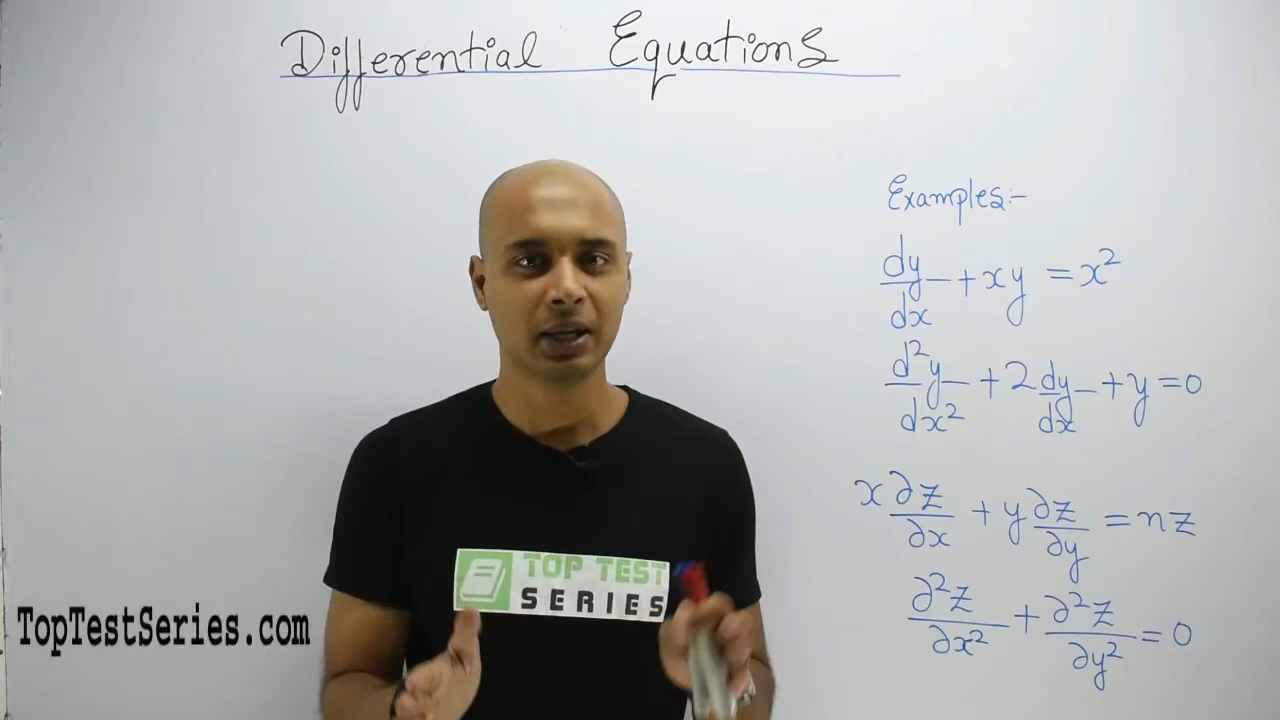 Differential Equations
Examples:-
dy/dx + xy = x²
d²y/dx² + 2 dy/dx + y = 0
x ∂z/∂x + y ∂z/∂y = nz
∂²z/∂x² + ∂²z/∂y² = 0
TOP TEST
SERIES
TopTestSeries.com